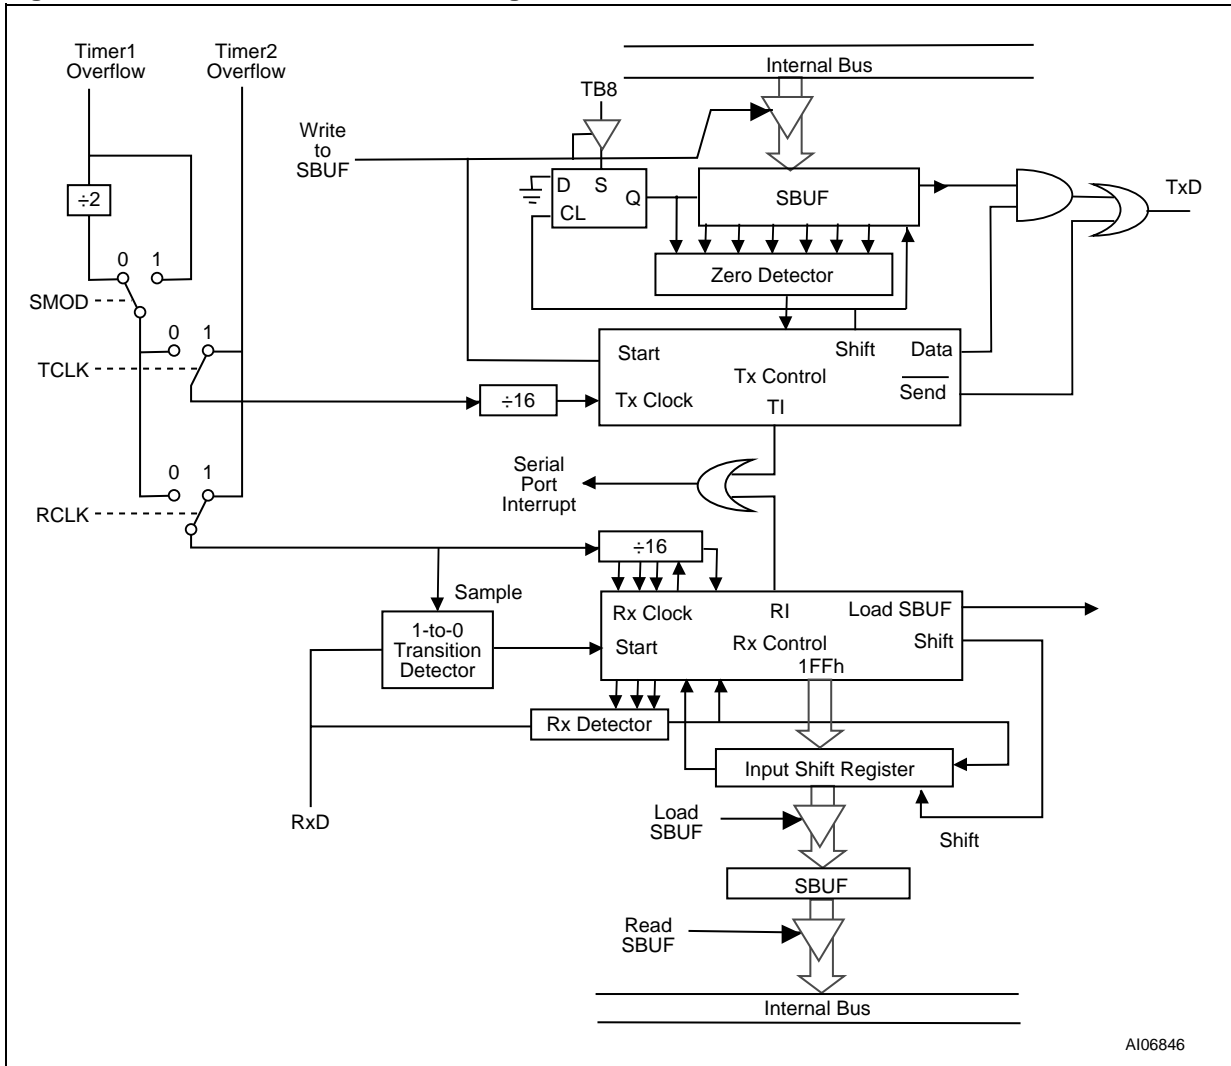 Timer1
Overflow
Timer2
Overflow
Internal Bus
TB8
Write
to
SBUF
D
S
Q
CL
SBUF
TxD
÷2
0
1
Zero Detector
SMOD
0
1
TCLK
Start
Shift
Data
Tx Control
Send
Tx Clock
TI
÷16
Serial
Port
Interrupt
0
1
RCLK
÷16
Sample
Rx Clock
RI
Load SBUF
1-to-0
Transition
Detector
Start
Rx Control
Shift
1FFh
Rx Detector
Input Shift Register
RxD
Load
SBUF
Shift
SBUF
Read
SBUF
Internal Bus
AI06846